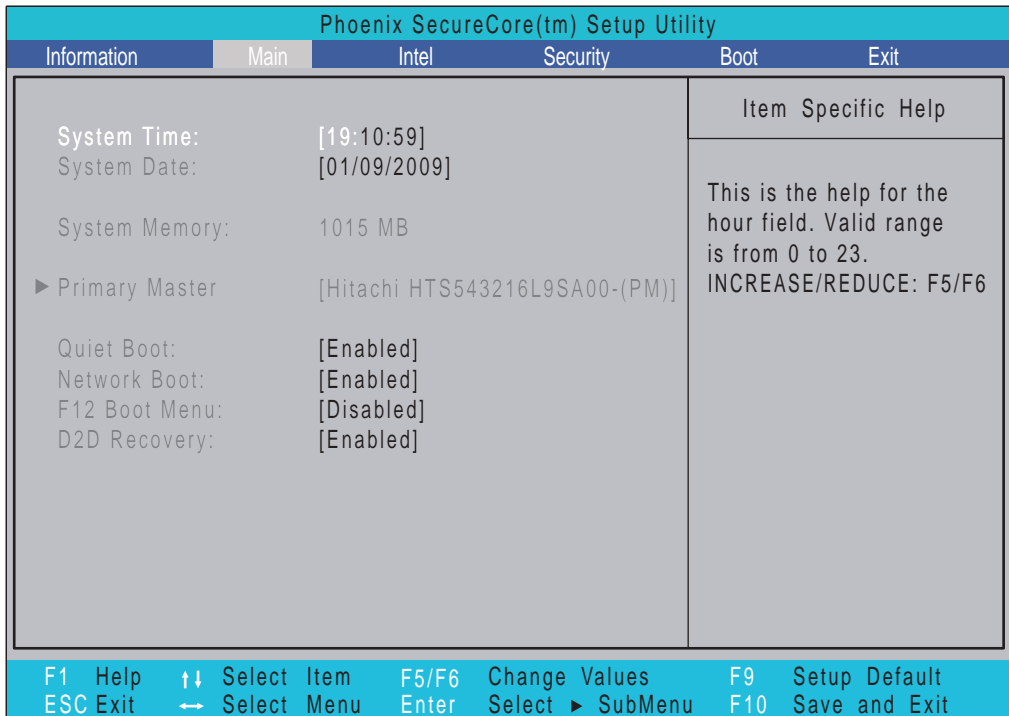 Phoenix SecureCore(tm) Setup Utility
Information Main Intel Security Boot Exit
System Time: [19:10:59]
System Date: [01/09/2009]
System Memory: 1015 MB
► Primary Master [Hitachi HTS543216L9SA00-(PM)]
Quiet Boot: [Enabled]
Network Boot: [Enabled]
F12 Boot Menu: [Disabled]
D2D Recovery: [Enabled]
Item Specific Help
This is the help for the
hour field. Valid range
is from 0 to 23.
INCREASE/REDUCE: F5/F6
F1 Help ↑↓ Select Item F5/F6 Change Values F9 Setup Default
ESC Exit ↔ Select Menu Enter Select ► SubMenu F10 Save and Exit